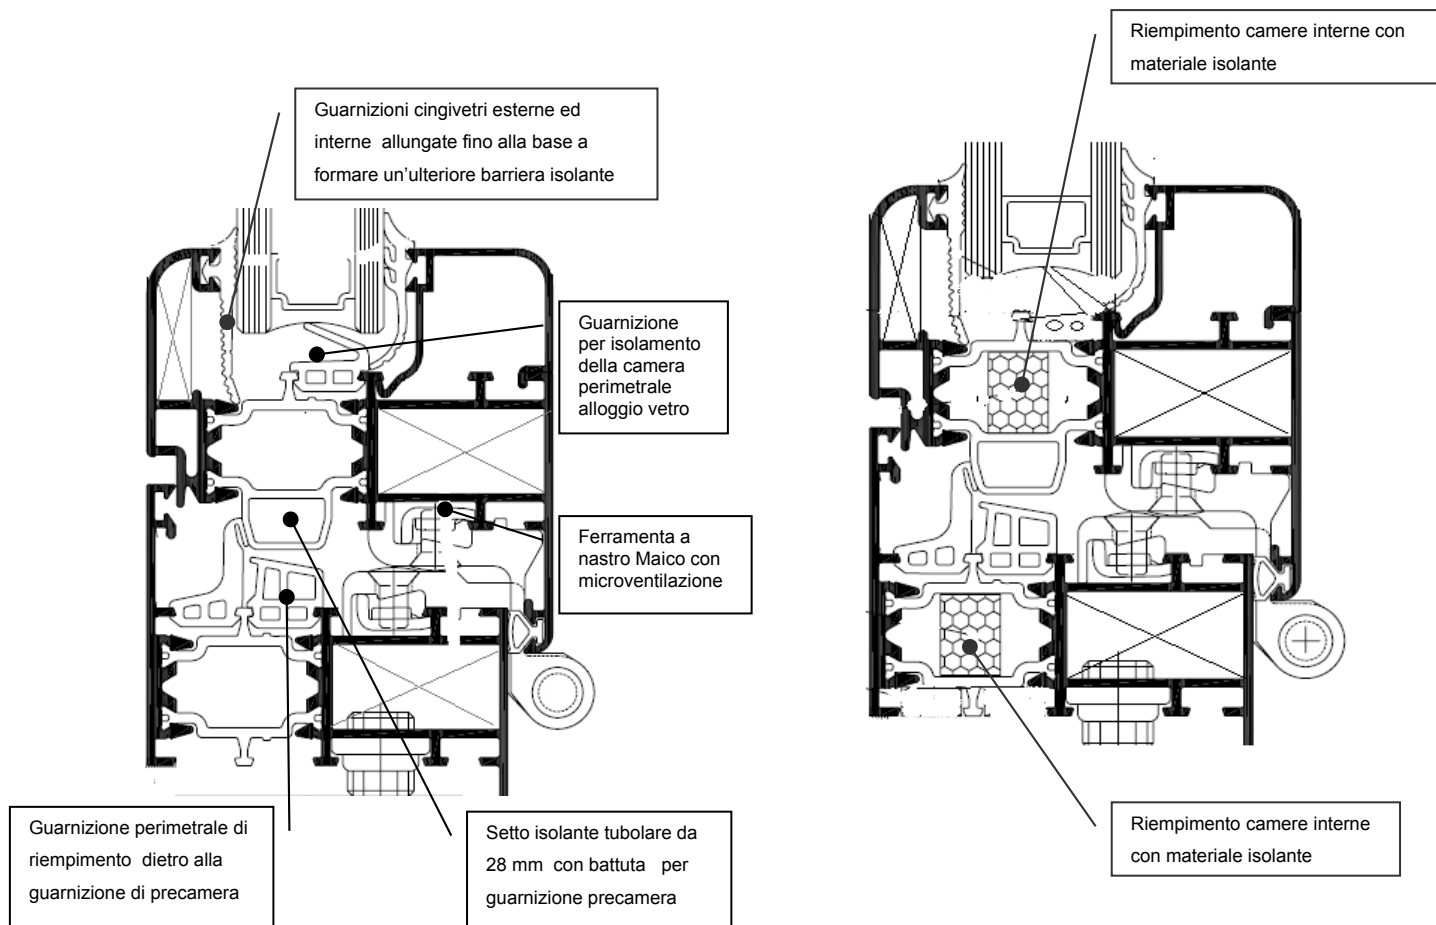 Riempimento camere interne con
materiale isolante
Guarnizioni cingivetri esterne ed
interne allungate fino alla base a
formare un'ulteriore barriera isolante
Guarnizione
per isolamento
della camera
perimetrale
alloggio vetro
Ferramenta a
nastro Maico con
microventilazione
Guarnizione perimetrale di
riempimento dietro alla
guarnizione di precamera
Setto isolante tubolare da
28 mm con battuta per
guarnizione precamera
Riempimento camere interne
con materiale isolante